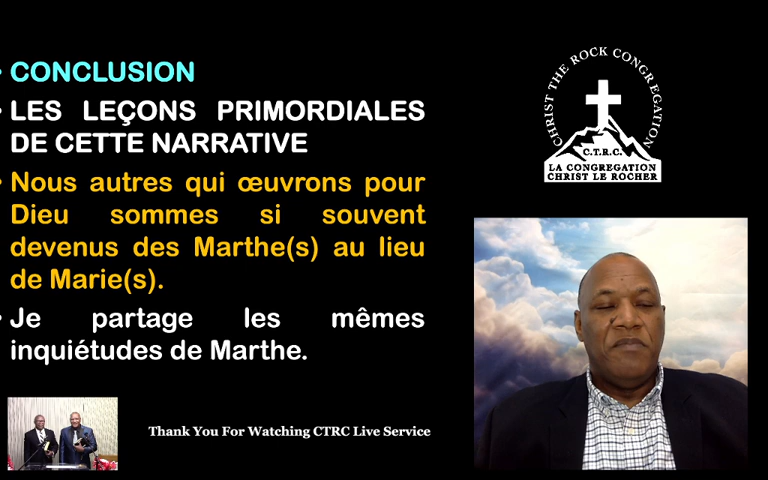 • CONCLUSION
• LES LEÇONS PRIMORDIALES
DE CETTE NARRATIVE
• Nous autres qui œuvrons pour
Dieu sommes si souvent
devenus des Marthe(s) au lieu
de Marie(s).
• Je partage les mêmes
inquiétudes de Marthe.
CHRIST THE ROCK CONGREGATION
C.T.R.C.
LA CONGREGATION
CHRIST LE ROCHER
Thank You For Watching CTRC Live Service